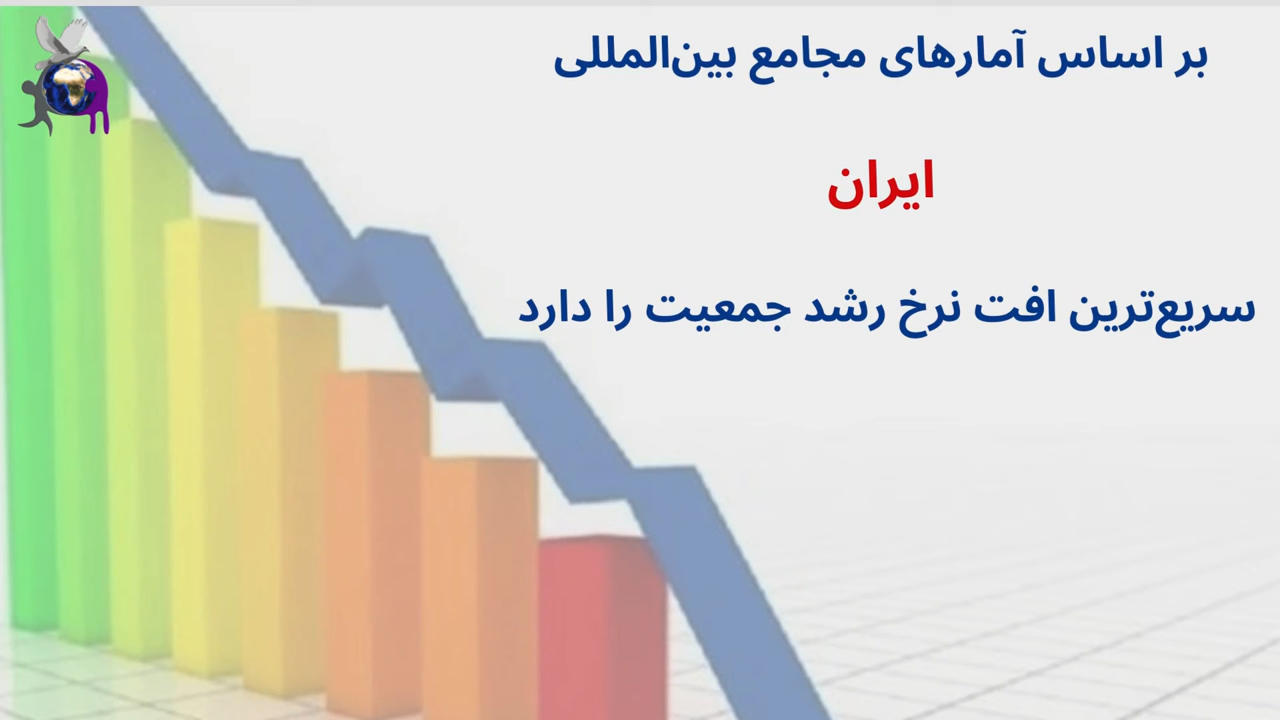 بر اساس آمارهای مجامع بین‌المللی
ایران
سریع‌ترین افت نرخ رشد جمعیت را دارد